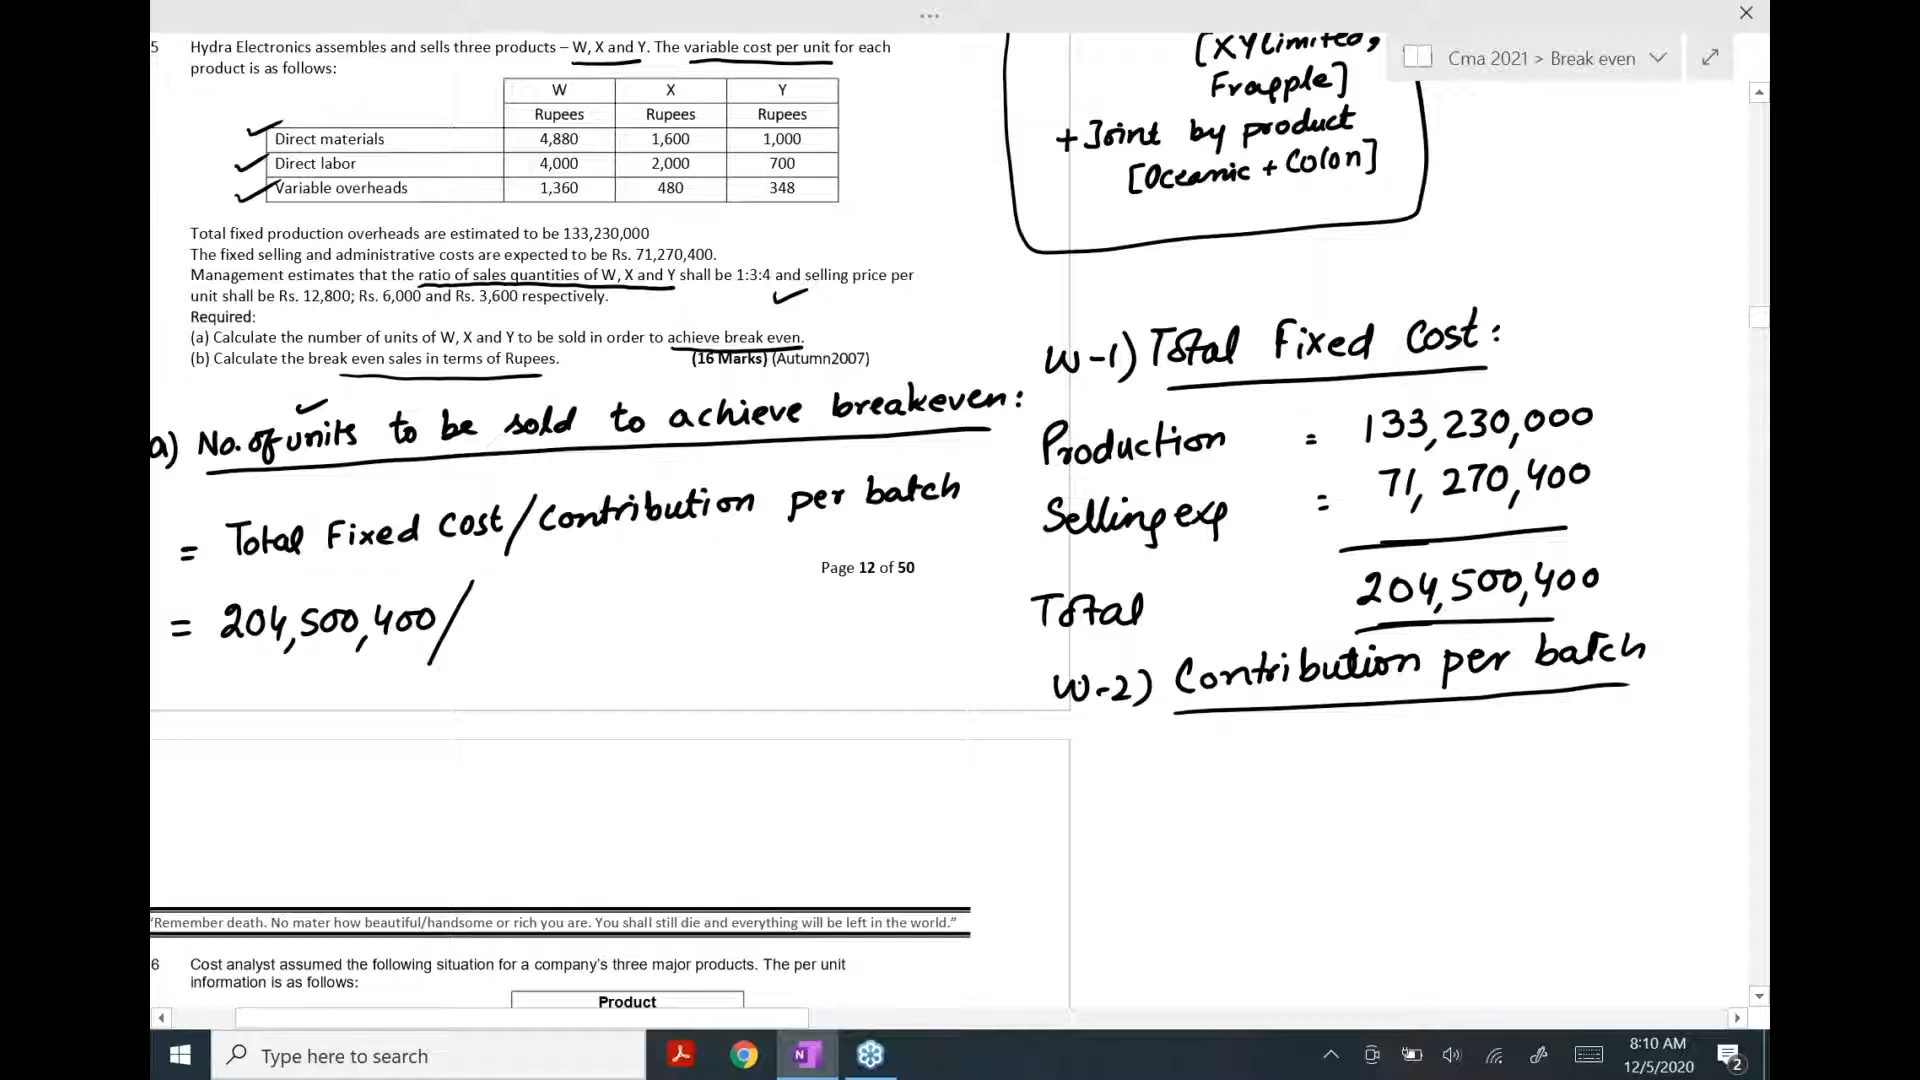 5 Hydra Electronics assembles and sells three products – W, X and Y. The variable cost per unit for each
product is as follows:
W X Y
Rupees Rupees Rupees
Direct materials 4,880 1,600 1,000
Direct labor 4,000 2,000 700
Variable overheads 1,360 480 348
Total fixed production overheads are estimated to be 133,230,000
The fixed selling and administrative costs are expected to be Rs. 71,270,400.
Management estimates that the ratio of sales quantities of W, X and Y shall be 1:3:4 and selling price per
unit shall be Rs. 12,800; Rs. 6,000 and Rs. 3,600 respectively.
Required:
(a) Calculate the number of units of W, X and Y to be sold in order to achieve break even.
(b) Calculate the break even sales in terms of Rupees. (16 Marks) (Autumn2007)
a) No. of units to be sold to achieve breakeven:
= Total Fixed Cost/Contribution per batch
Page 12 of 50
= 204,500,400/
[XY Limited,
Frapple]
+ Joint by product
[Oceanic + Colon]
Cma 2021 > Break even
W-1) Total Fixed Cost:
Production = 133,230,000
Selling exp = 71,270,400
Total 204,500,400
W-2) Contribution per batch
"Remember death. No mater how beautiful/handsome or rich you are. You shall still die and everything will be left in the world."
6 Cost analyst assumed the following situation for a company's three major products. The per unit
information is as follows:
Product
Type here to search
8:10 AM
12/5/2020
2